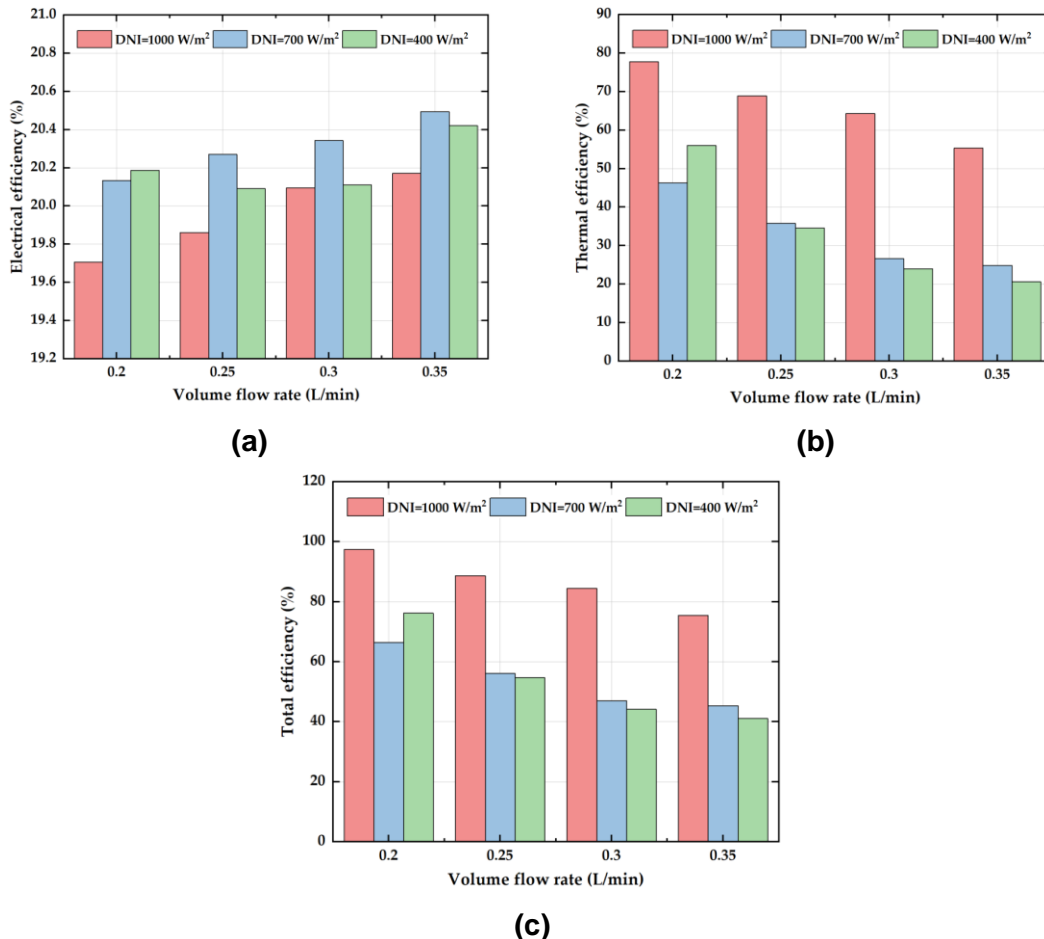 21.0
20.8
20.6
20.4
20.2
20.0
19.8
19.6
19.4
19.2
Electrical efficiency (%)
DNI=1000 W/m² DNI=700 W/m² DNI=400 W/m²
0.2 0.25 0.3 0.35
Volume flow rate (L/min)
(a)
90
80
70
60
50
40
30
20
10
0
Thermal efficiency (%)
DNI=1000 W/m² DNI=700 W/m² DNI=400 W/m²
0.2 0.25 0.3 0.35
Volume flow rate (L/min)
(b)
120
100
80
60
40
20
0
Total efficiency (%)
DNI=1000 W/m² DNI=700 W/m² DNI=400 W/m²
0.2 0.25 0.3 0.35
Volume flow rate (L/min)
(c)